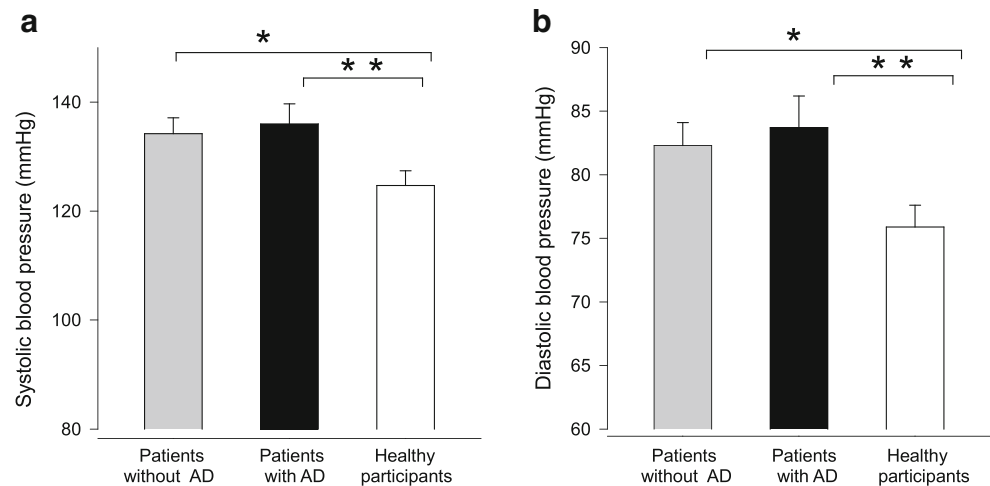 a
*
* *
Systolic blood pressure (mmHg)
140
120
100
80
Patients without AD
Patients with AD
Healthy participants
b
*
* *
Diastolic blood pressure (mmHg)
90
85
80
75
70
65
60
Patients without AD
Patients with AD
Healthy participants